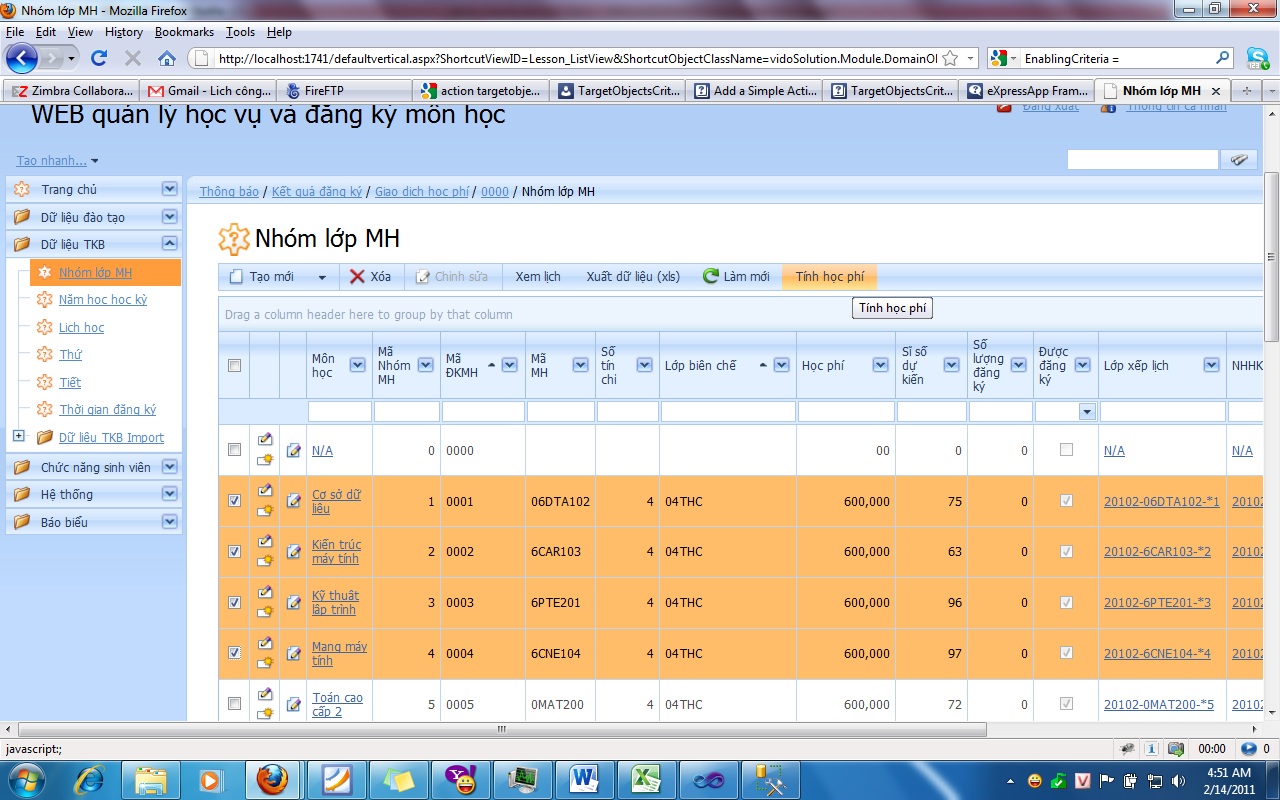 Nhóm lớp MH - Mozilla Firefox
File Edit View History Bookmarks Tools Help
http://localhost:1741/defaultvertical.aspx?ShortcutViewID=Lesson_ListView&ShortcutObjectClassName=vidoSolution.Module.DomainOl
EnablingCriteria =
Zimbra Collabora...
Gmail - Lich công...
FireFTP
action targetobje...
TargetObjectsCrit...
Add a Simple Acti...
TargetObjectsCrit...
eXpressApp Fram...
Nhóm lớp MH
WEB quản lý học vụ và đăng ký môn học
Đăng xuất Thông tin cá nhân
Tạo nhanh...
Trang chủ
Dữ liệu đào tạo
Dữ liệu TKB
Nhóm lớp MH
Năm học học kỳ
Lịch học
Thứ
Tiết
Thời gian đăng ký
Dữ liệu TKB Import
Chức năng sinh viên
Hệ thống
Báo biểu
Thông báo / Kết quả đăng ký / Giao dịch học phí / 0000 / Nhóm lớp MH
Nhóm lớp MH
Tạo mới Xóa Chỉnh sửa Xem lịch Xuất dữ liệu (xls) Làm mới Tính học phí
Tính học phí
Drag a column header here to group by that column
Môn học Mã Nhóm MH Mã ĐKMH Mã MH Số tín chỉ Lớp biên chế Học phí Sĩ số dự kiến Số lượng đăng ký Được đăng ký Lớp xếp lịch NHHK
N/A 0 0000 00 0 0 N/A N/A
Cơ sở dữ liệu 1 0001 06DTA102 4 04THC 600,000 75 0 20102-06DTA102-*1 20102
Kiến trúc máy tính 2 0002 6CAR103 4 04THC 600,000 63 0 20102-6CAR103-*2 20102
Kỹ thuật lập trình 3 0003 6PTE201 4 04THC 600,000 96 0 20102-6PTE201-*3 20102
Mạng máy tính 4 0004 6CNE104 4 04THC 600,000 97 0 20102-6CNE104-*4 20102
Toán cao cấp 2 5 0005 0MAT200 4 04THC 600,000 72 0 20102-0MAT200-*5 20102
javascript:;
00:00 0
4:51 AM
2/14/2011